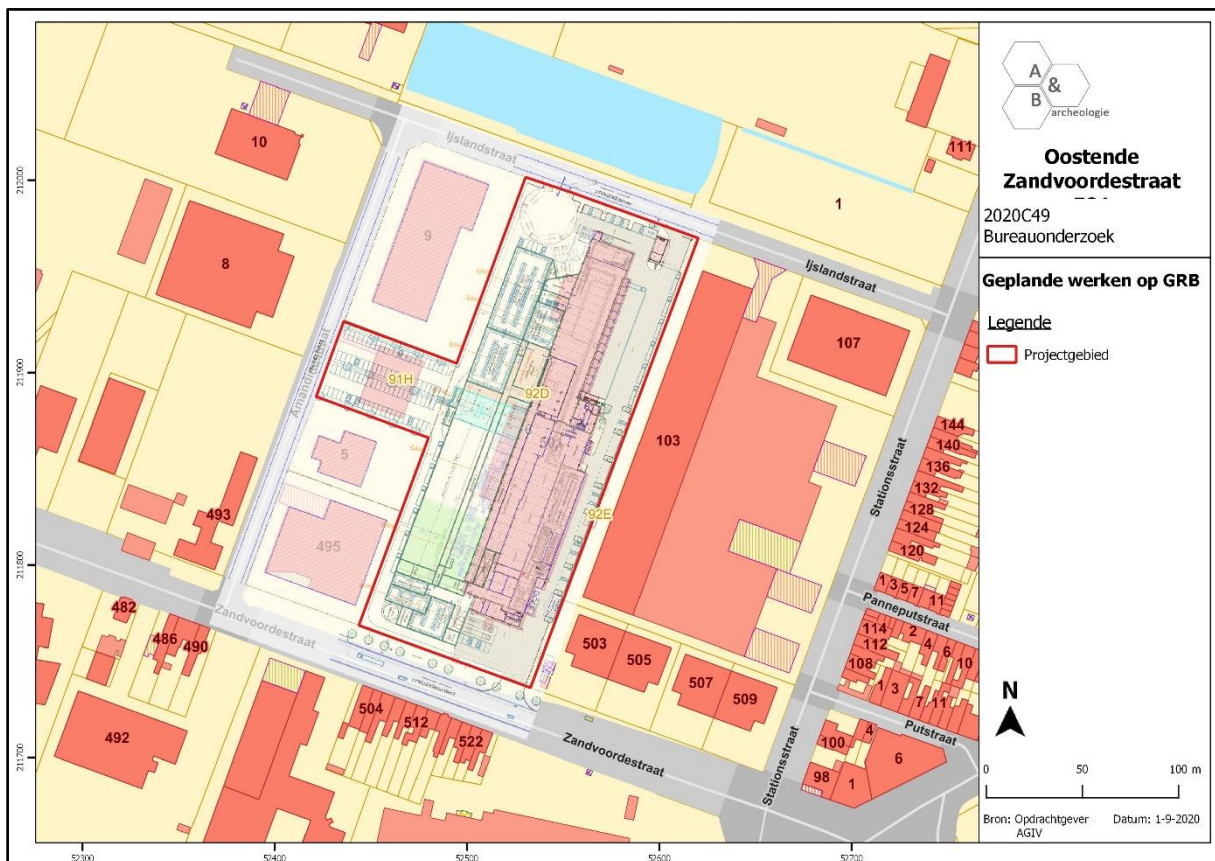 A
&
B
archeologie
Oostende
Zandvoordestraat
2020C49
Bureauonderzoek
Geplande werken op GRB
Legende
Projectgebied
N
0 50 100 m
Bron: Opdrachtgever Datum: 1-9-2020
AGIV
212000
211900
211800
211700
52300 52400 52500 52600 52700
Ijslandstraat
10
111
1
9
8
Ijslandstraat
107
91H
92D
103
5
144
140
136
132
128
124
120
Stationsstraat
493
92E
495
1 3 5 7 11
Panneputstraat
482
486
490
Zandvoordestraat
503
505
507
509
114
112
108
2
4
6
10
1
3
7
11
Putstraat
492
504
512
522
Zandvoordestraat
Stationsstraat
100
4
98
1
6